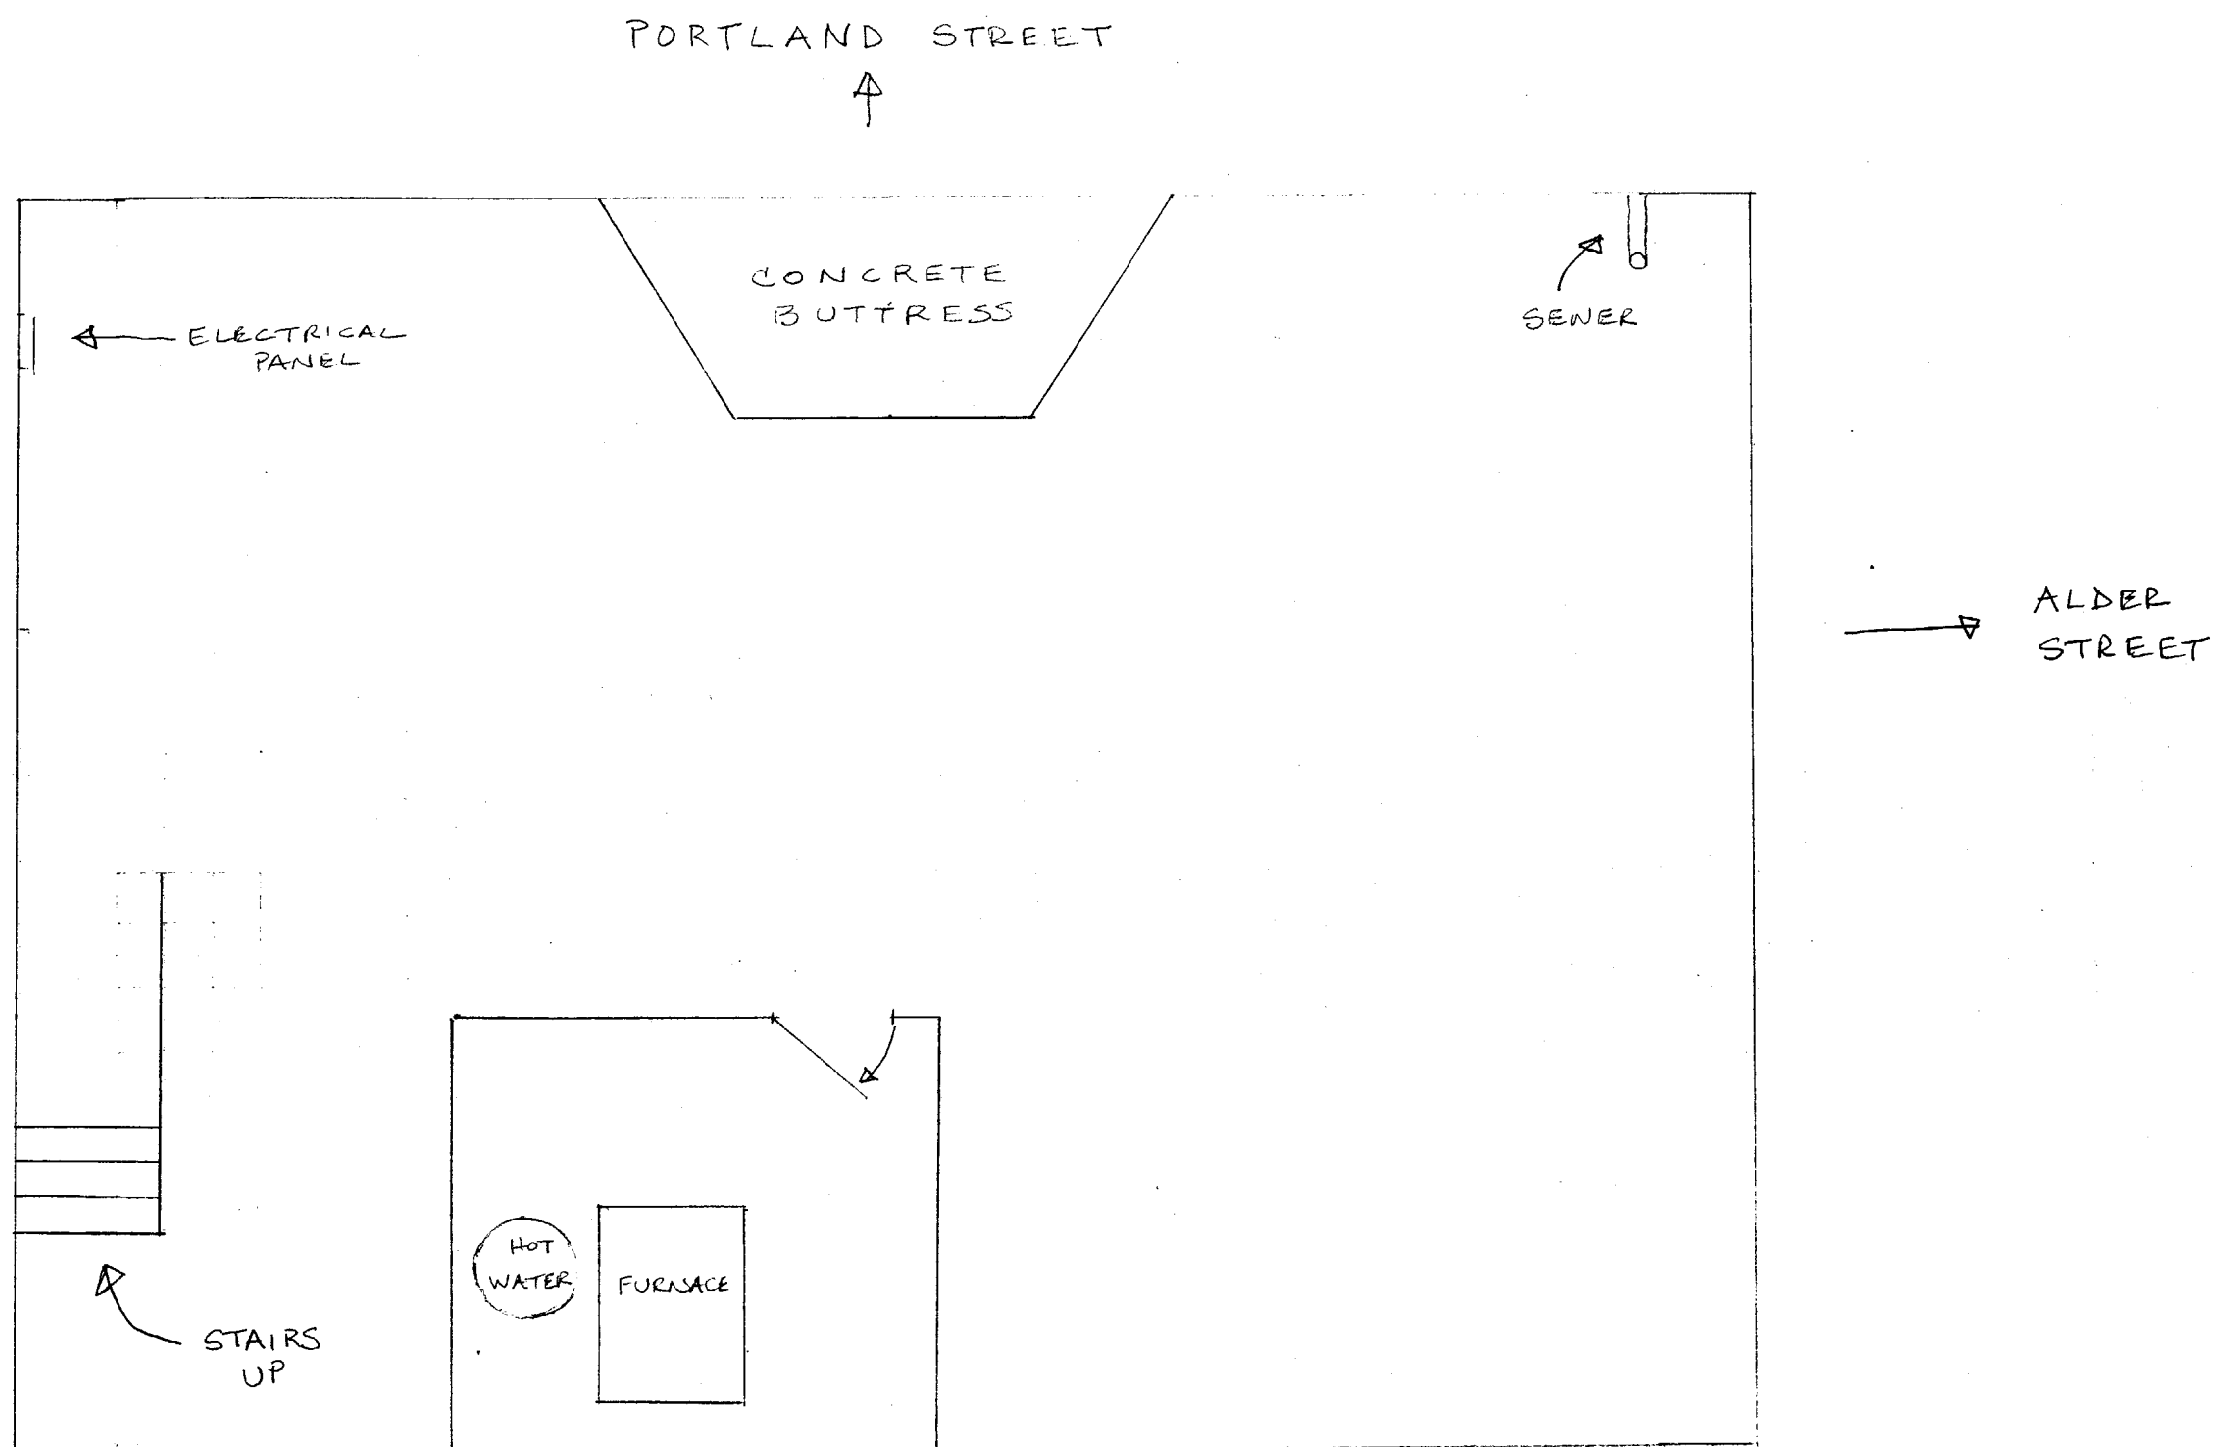 PORTLAND STREET
CONCRETE
BUTTRESS
SEWER
ELECTRICAL
PANEL
ALDER
STREET
HOT
WATER
FURNACE
STAIRS
UP